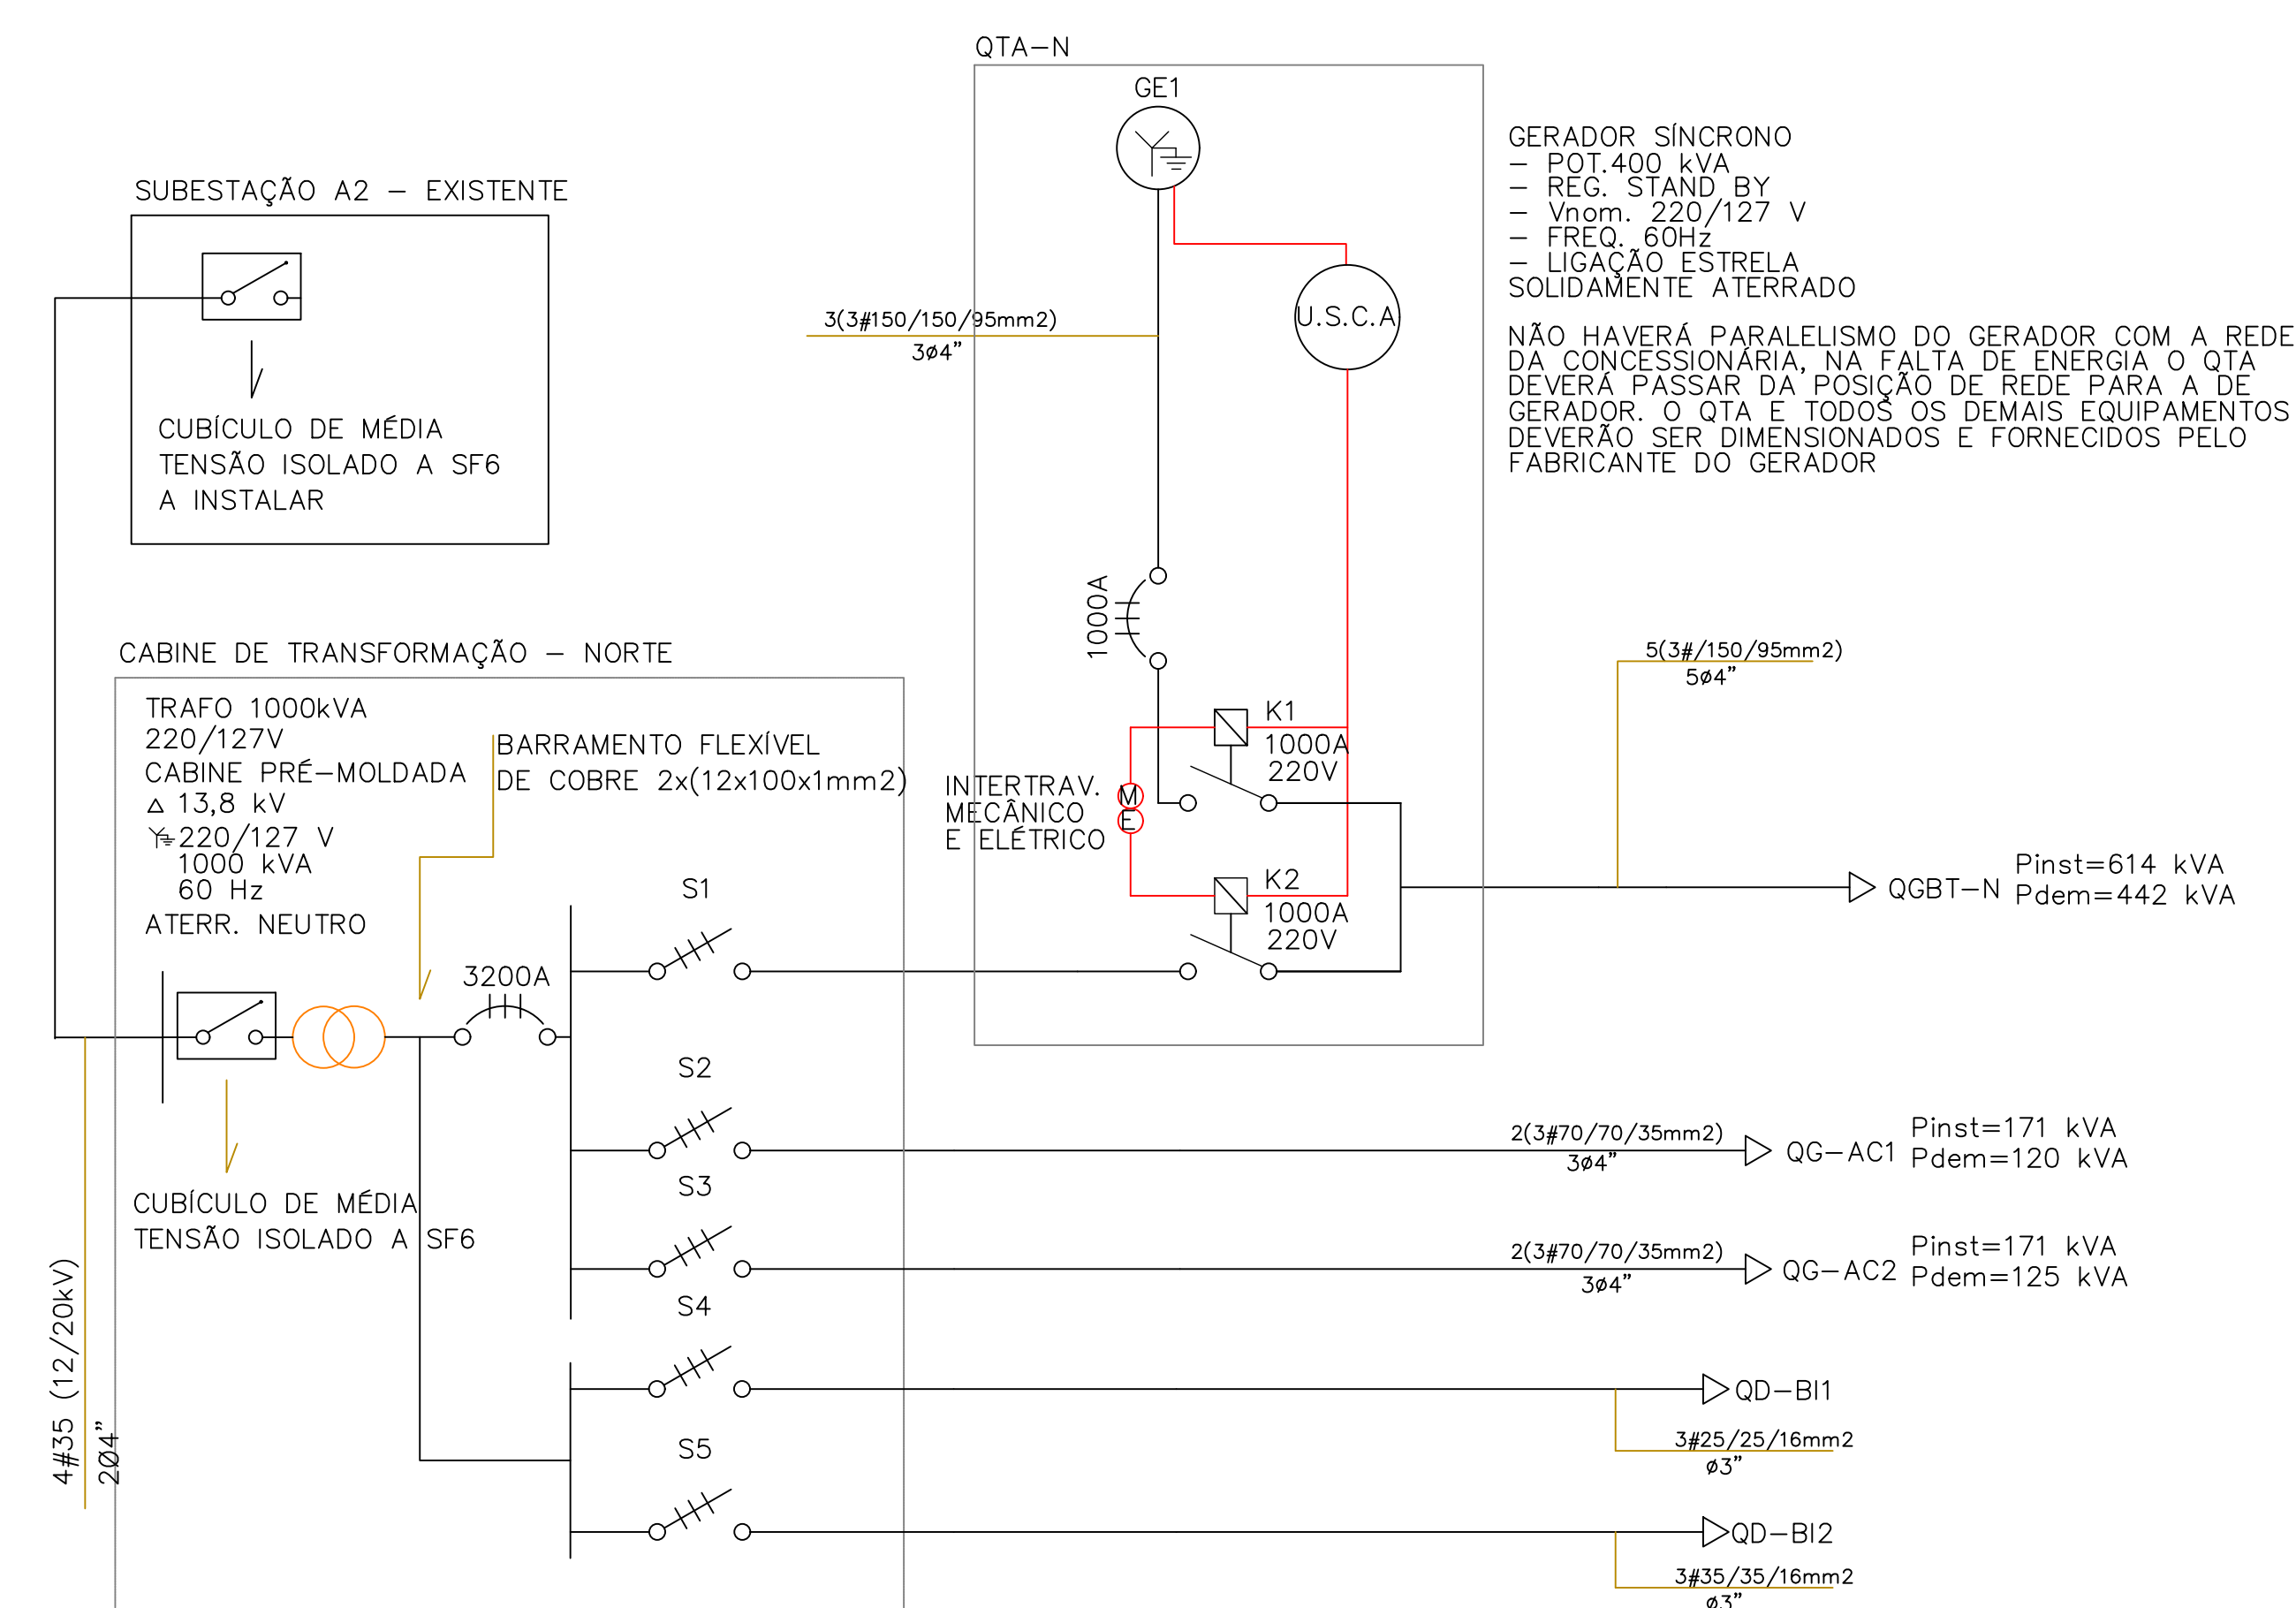 QTA-N
GE1
GERADOR SÍNCRONO
- POT.400 kVA
- REG. STAND BY
- Vnom. 220/127 V
- FREQ. 60Hz
- LIGAÇÃO ESTRELA
SOLIDAMENTE ATERRADO
NÃO HAVERÁ PARALELISMO DO GERADOR COM A REDE
DA CONCESSIONÁRIA, NA FALTA DE ENERGIA O QTA
DEVERÁ PASSAR DA POSIÇÃO DE REDE PARA A DE
GERADOR. O QTA E TODOS OS DEMAIS EQUIPAMENTOS
DEVERÃO SER DIMENSIONADOS E FORNECIDOS PELO
FABRICANTE DO GERADOR
SUBESTAÇÃO A2 - EXISTENTE
CUBÍCULO DE MÉDIA
TENSÃO ISOLADO A SF6
A INSTALAR
U.S.C.A
3(3#150/150/95mm2)
3ø4"
1000A
CABINE DE TRANSFORMAÇÃO - NORTE
TRAFO 1000kVA
220/127V
CABINE PRÉ-MOLDADA
13,8 kV
220/127 V
1000 kVA
60 Hz
ATERR. NEUTRO
BARRAMENTO FLEXÍVEL
DE COBRE 2x(12x100x1mm2)
INTERTRAV.
MECÂNICO
E ELÉTRICO
M
E
K1
1000A
220V
K2
1000A
220V
5(3#/150/95mm2)
5ø4"
QGBT-N
Pinst=614 kVA
Pdem=442 kVA
3200A
S1
S2
S3
S4
S5
2(3#70/70/35mm2)
3ø4"
QG-AC1
Pinst=171 kVA
Pdem=120 kVA
2(3#70/70/35mm2)
3ø4"
QG-AC2
Pinst=171 kVA
Pdem=125 kVA
CUBÍCULO DE MÉDIA
TENSÃO ISOLADO A SF6
4#35 (12/20kV)
2Ø4"
QD-BI1
3#25/25/16mm2
ø3"
QD-BI2
3#35/35/16mm2
ø3"